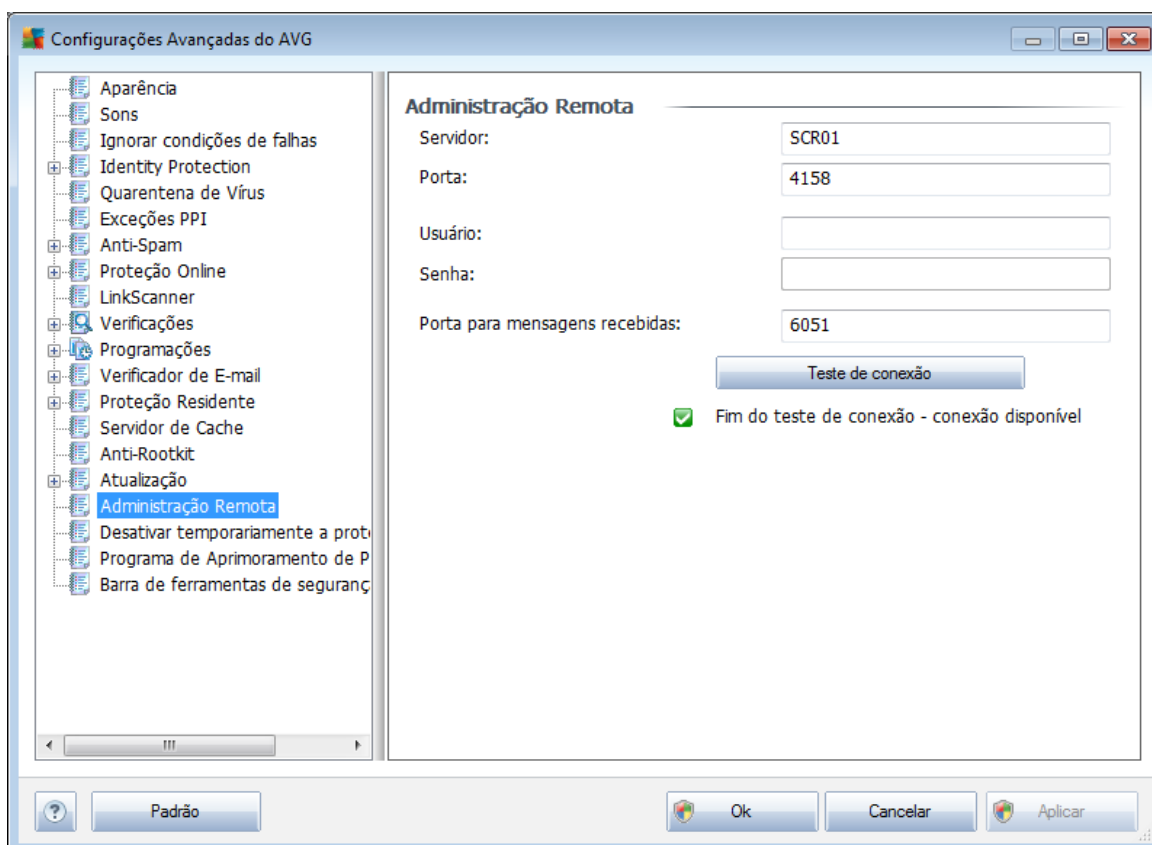 Configurações Avançadas do AVG
Aparência
Sons
Ignorar condições de falhas
Identity Protection
Quarentena de Vírus
Exceções PPI
Anti-Spam
Proteção Online
LinkScanner
Verificações
Programações
Verificador de E-mail
Proteção Residente
Servidor de Cache
Anti-Rootkit
Atualização
Administração Remota
Desativar temporariamente a prote
Programa de Aprimoramento de P
Barra de ferramentas de seguranç
Administração Remota
Servidor: SCR01
Porta: 4158
Usuário:
Senha:
Porta para mensagens recebidas: 6051
Teste de conexão
Fim do teste de conexão - conexão disponível
? Padrão Ok Cancelar Aplicar